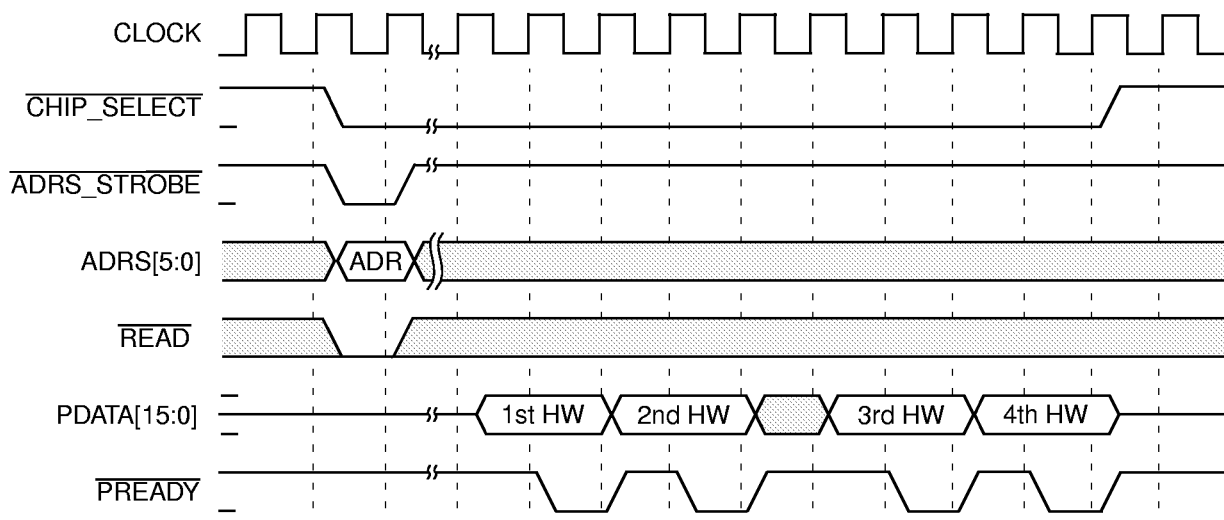 CLOCK
CHIP_SELECT
ADRS_STROBE
ADRS[5:0] ADR
READ
PDATA[15:0] 1st HW 2nd HW 3rd HW 4th HW
PREADY